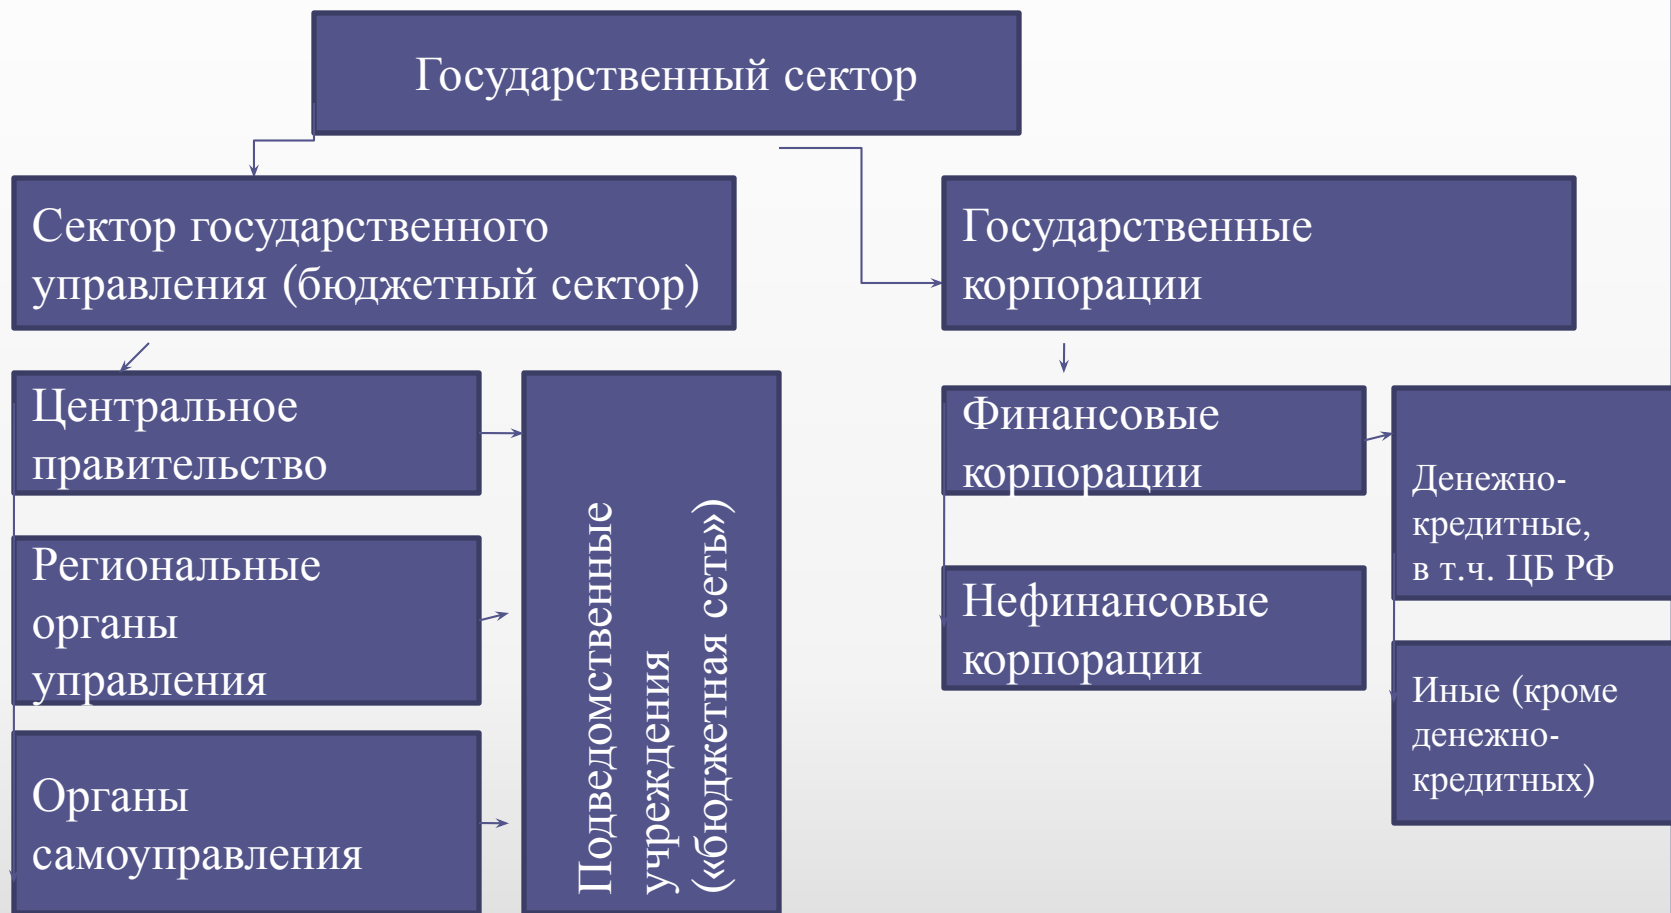 Государственный сектор
Сектор государственного
управления (бюджетный сектор)
Государственные
корпорации
Центральное
правительство
Региональные
органы
управления
Органы
самоуправления
Подведомственные
учреждения
(«бюджетная сеть»)
Финансовые
корпорации
Нефинансовые
корпорации
Денежно-
кредитные,
в т.ч. ЦБ РФ
Иные (кроме
денежно-
кредитных)